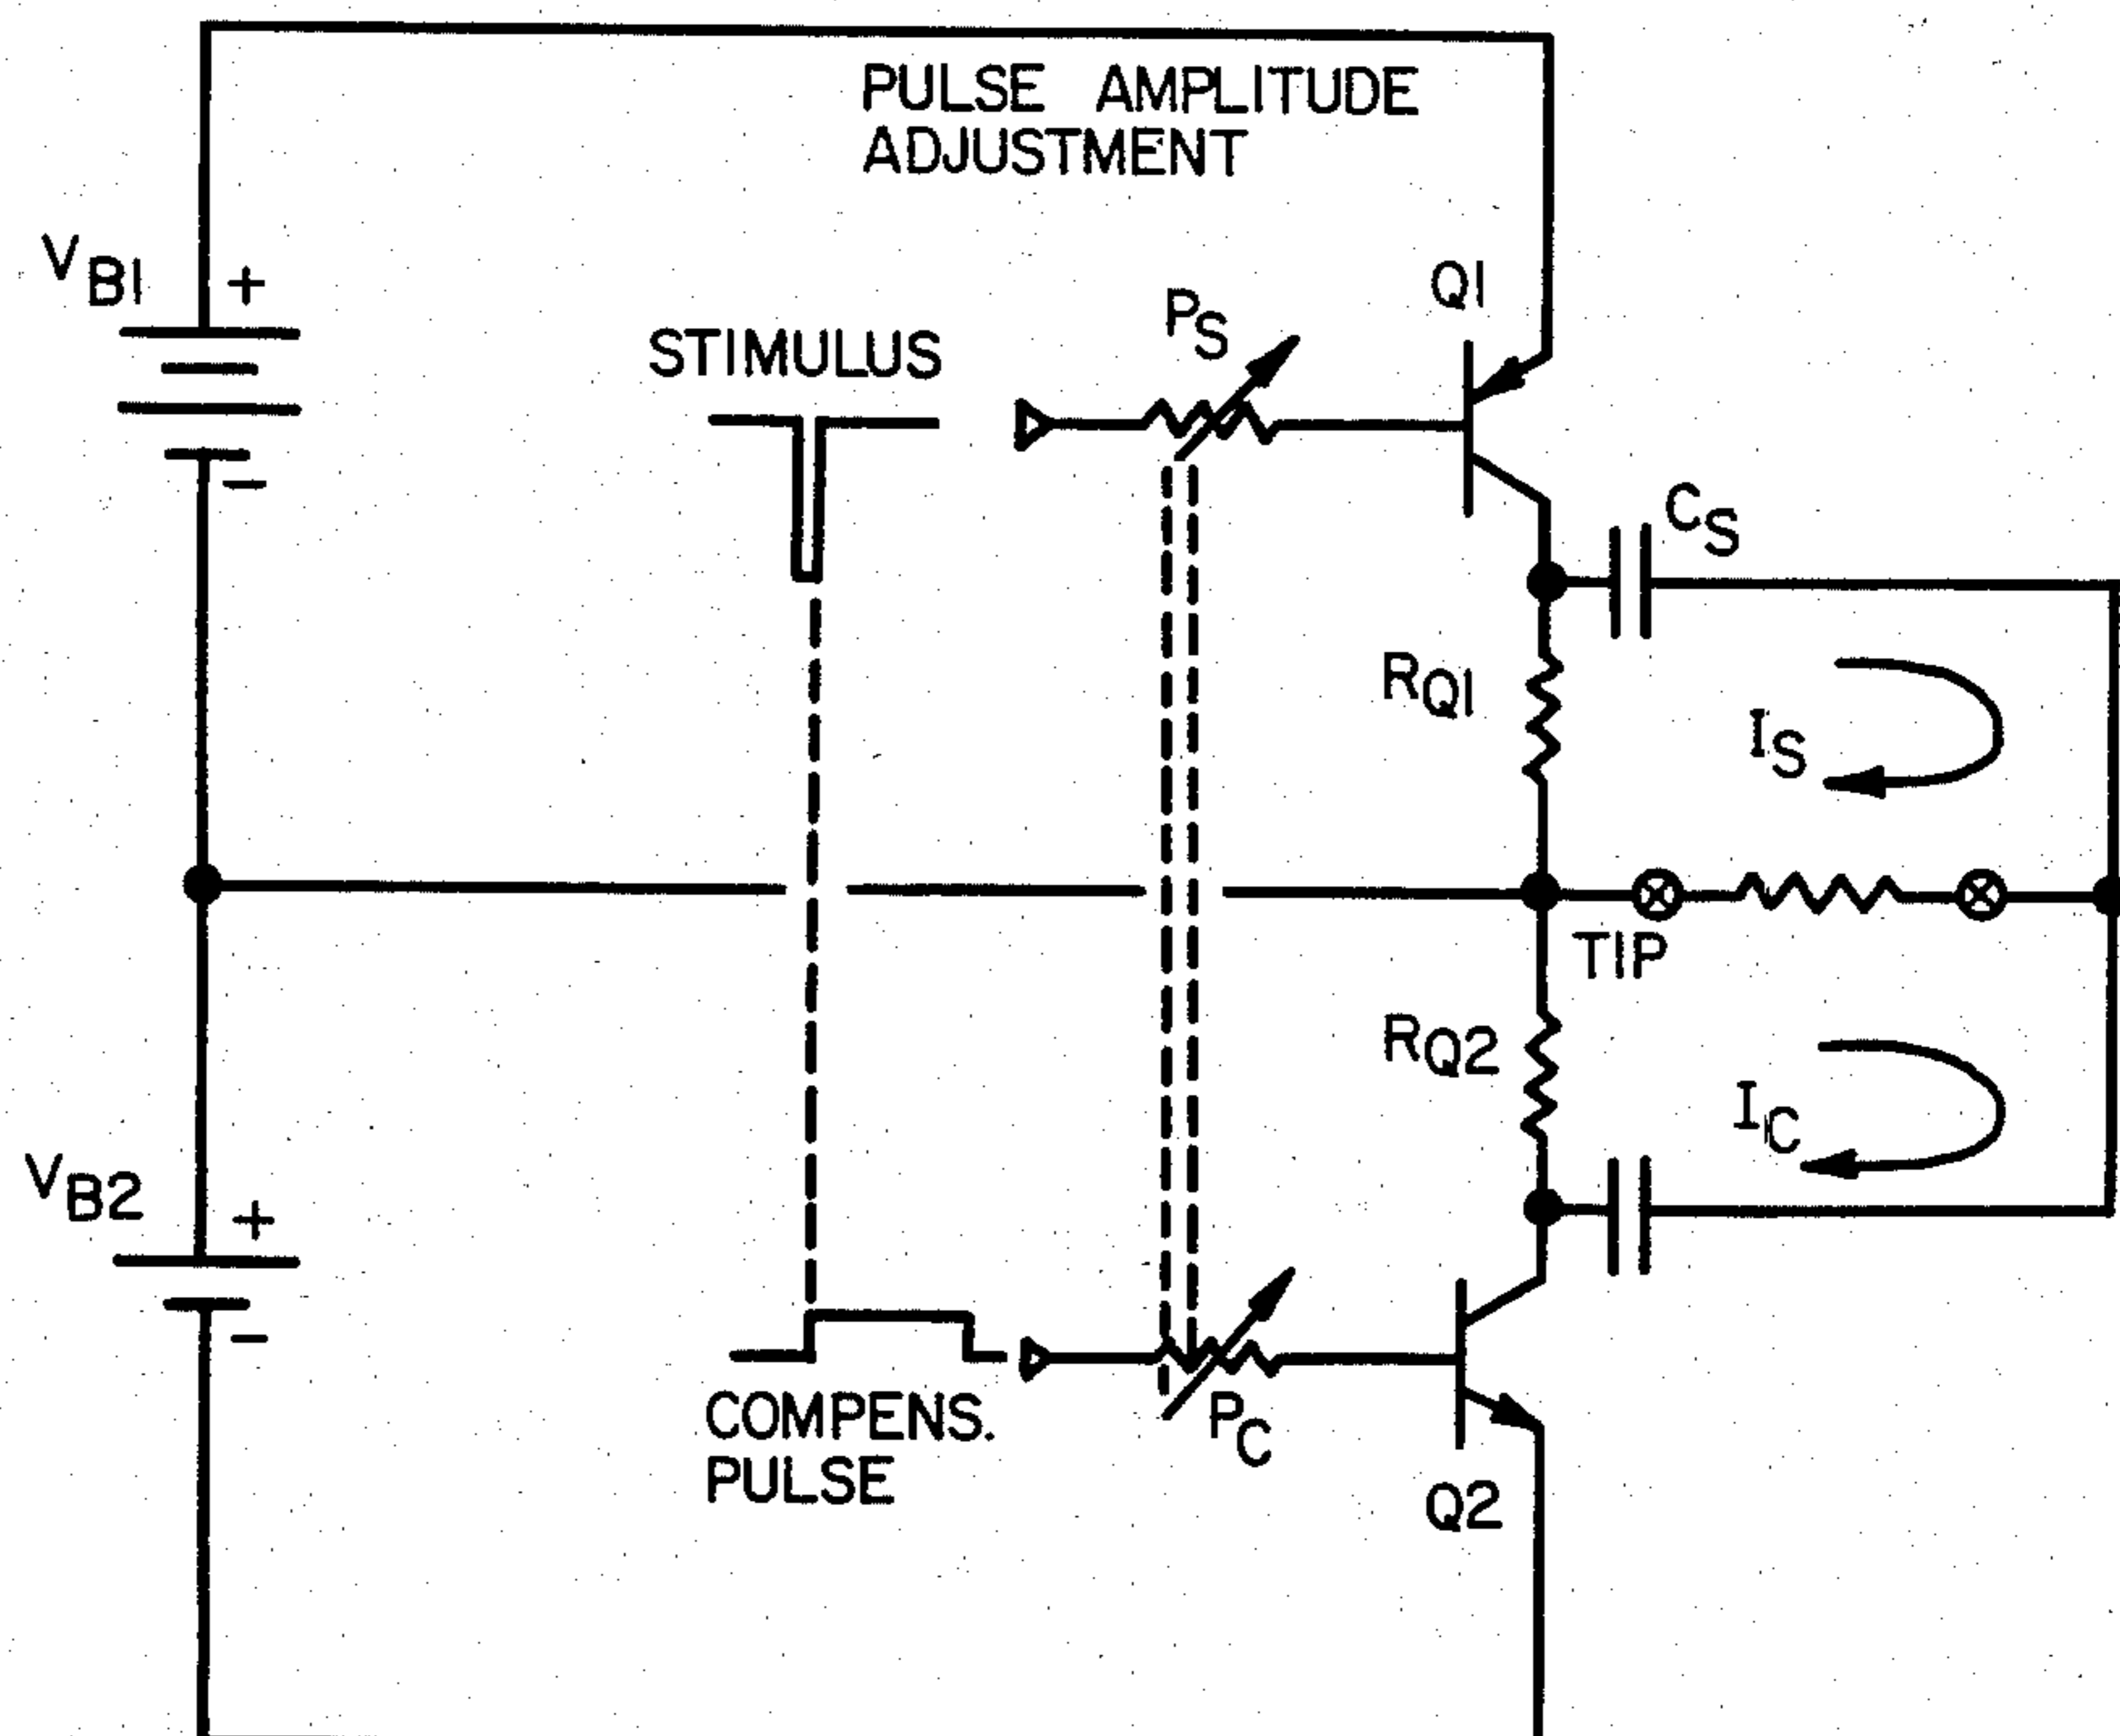 PULSE AMPLITUDE
ADJUSTMENT
VB1
+
−
STIMULUS
PS
Q1
CS
RQ1
IS
TIP
RQ2
IC
VB2
+
−
COMPENS.
PULSE
PC
Q2